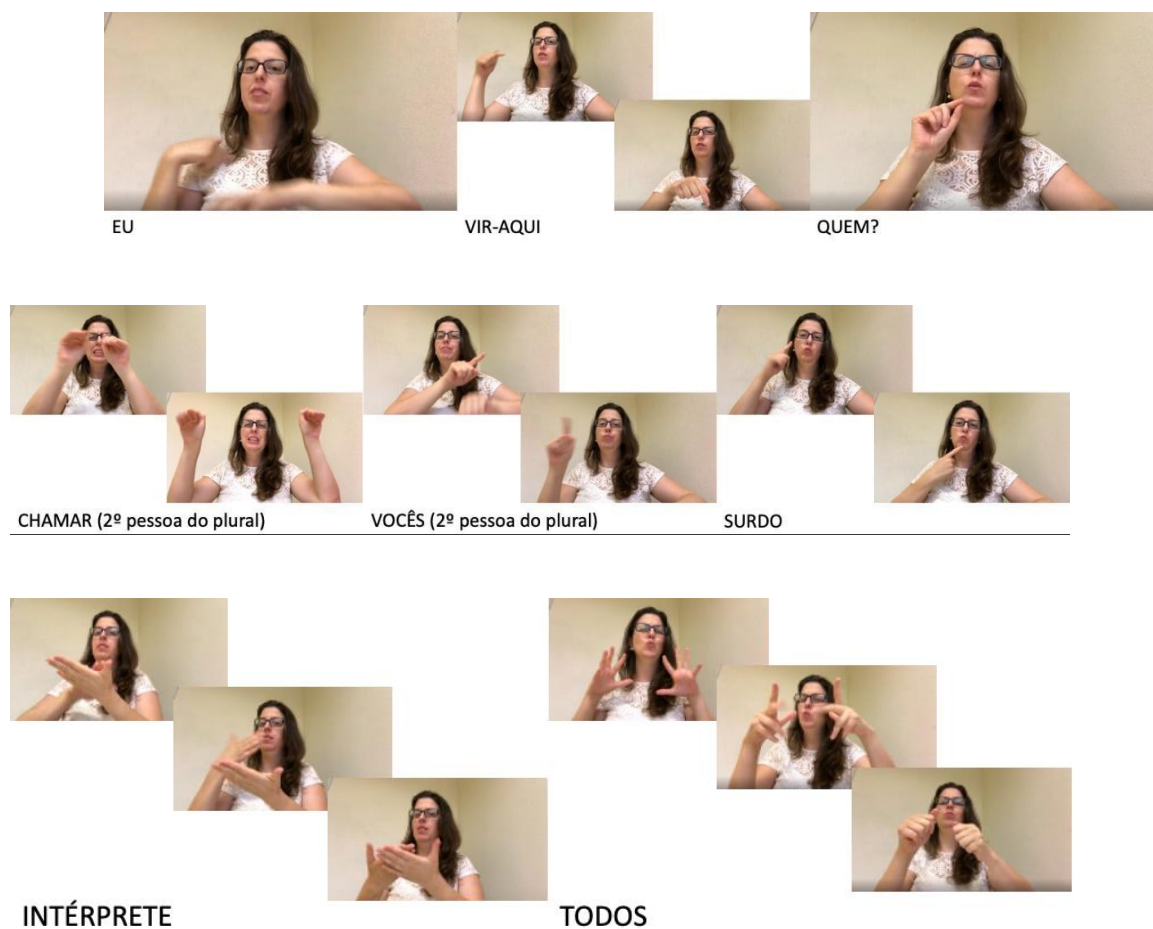 EU VIR-AQUI QUEM?
CHAMAR (2º pessoa do plural) VOCÊS (2º pessoa do plural) SURDO
INTÉRPRETE TODOS